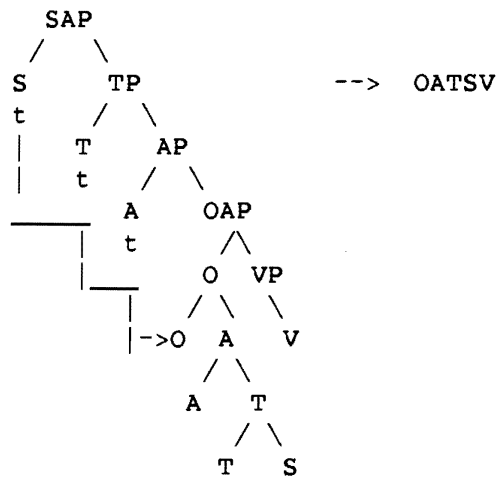 SAP
S TP --> OATSV
t
T AP
t
A OAP
t
O VP
-->O A V
A T
T S